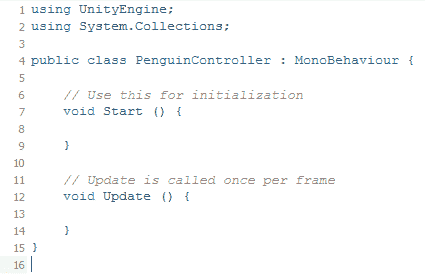 1 using UnityEngine;
2 using System.Collections;
3
4 public class PenguinController : MonoBehaviour {
5
6     // Use this for initialization
7     void Start () {
8
9     }
10
11     // Update is called once per frame
12     void Update () {
13
14     }
15 }
16